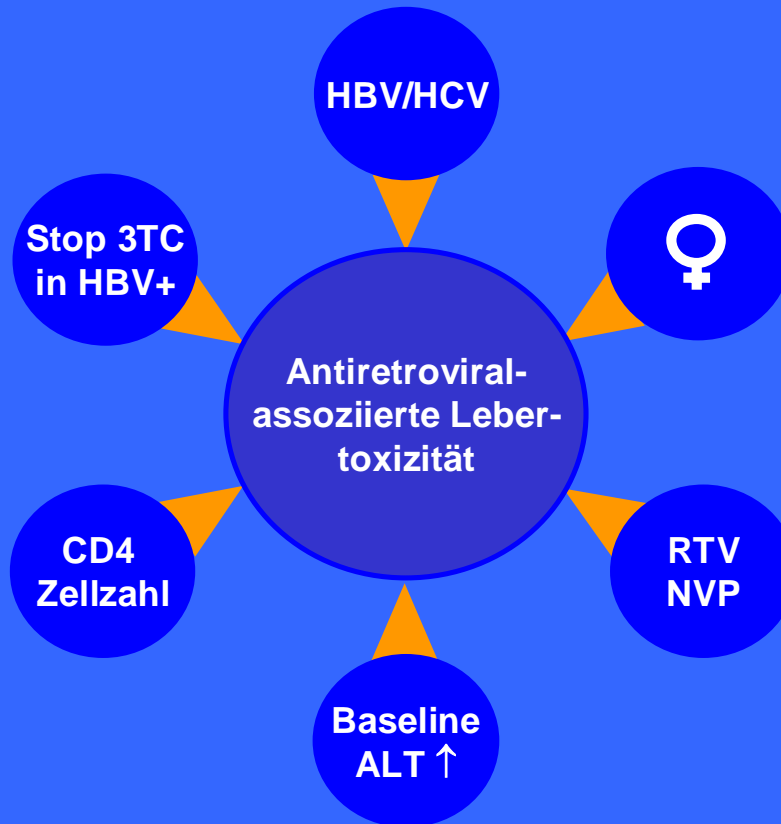 HBV/HCV
Stop 3TC
in HBV+
♀
Antiretroviral-
assoziierte Leber-
toxizität
CD4
Zellzahl
RTV
NVP
Baseline
ALT ↑